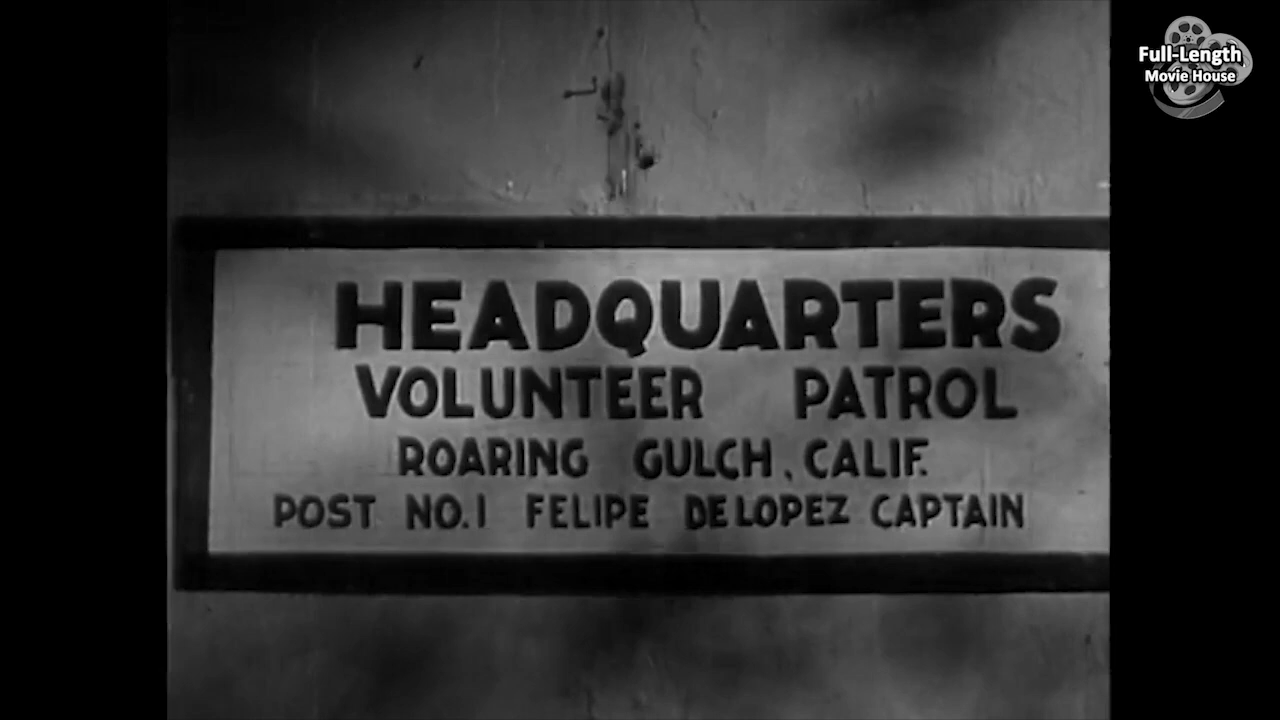 Full-Length
Movie House
HEADQUARTERS
VOLUNTEER PATROL
ROARING GULCH, CALIF.
POST NO.1 FELIPE DELOPEZ CAPTAIN